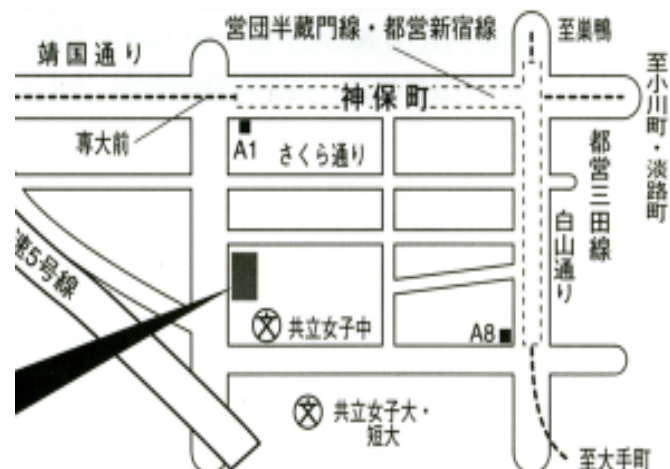 営団半蔵門線・都営新宿線
至巣鴨
靖国通り
神保町
至小川町・淡路町
専大前
A1
さくら通り
都営三田線
白山通り
速5号線
共立女子中
A8
共立女子大・
短大
至大手町
文
文